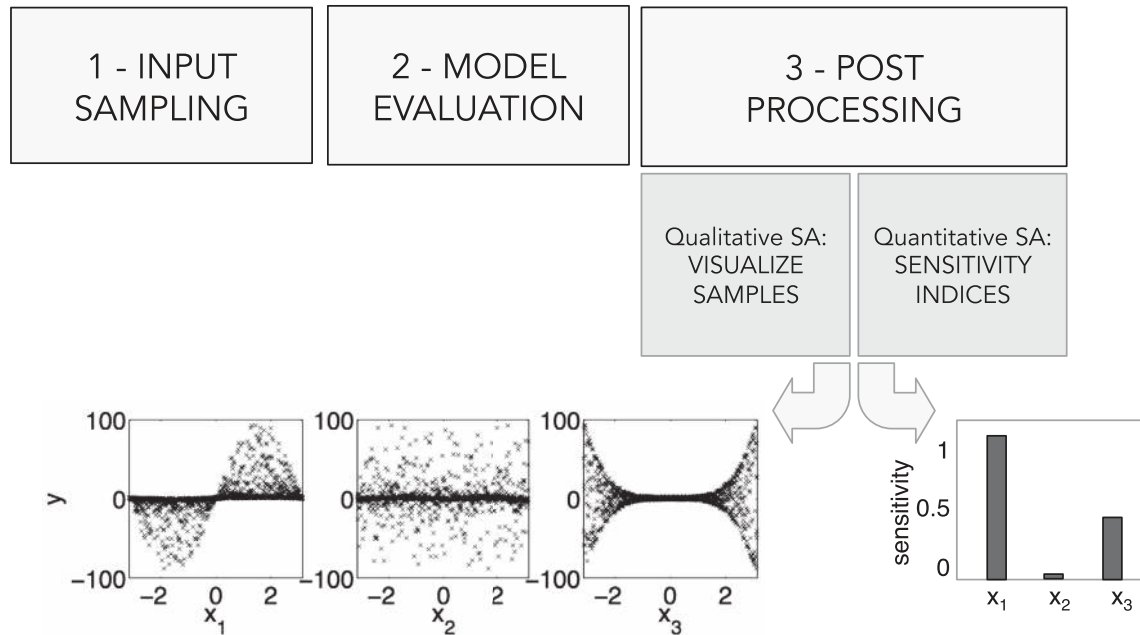 1 - INPUT
SAMPLING
2 - MODEL
EVALUATION
3 - POST
PROCESSING
Qualitative SA:
VISUALIZE
SAMPLES
Quantitative SA:
SENSITIVITY
INDICES
y
100
0
−100
−2 0 2
x₁
100
0
−100
−2 0 2
x₂
100
0
−100
−2 0 2
x₃
sensitivity
1
0.5
0
x₁ x₂ x₃